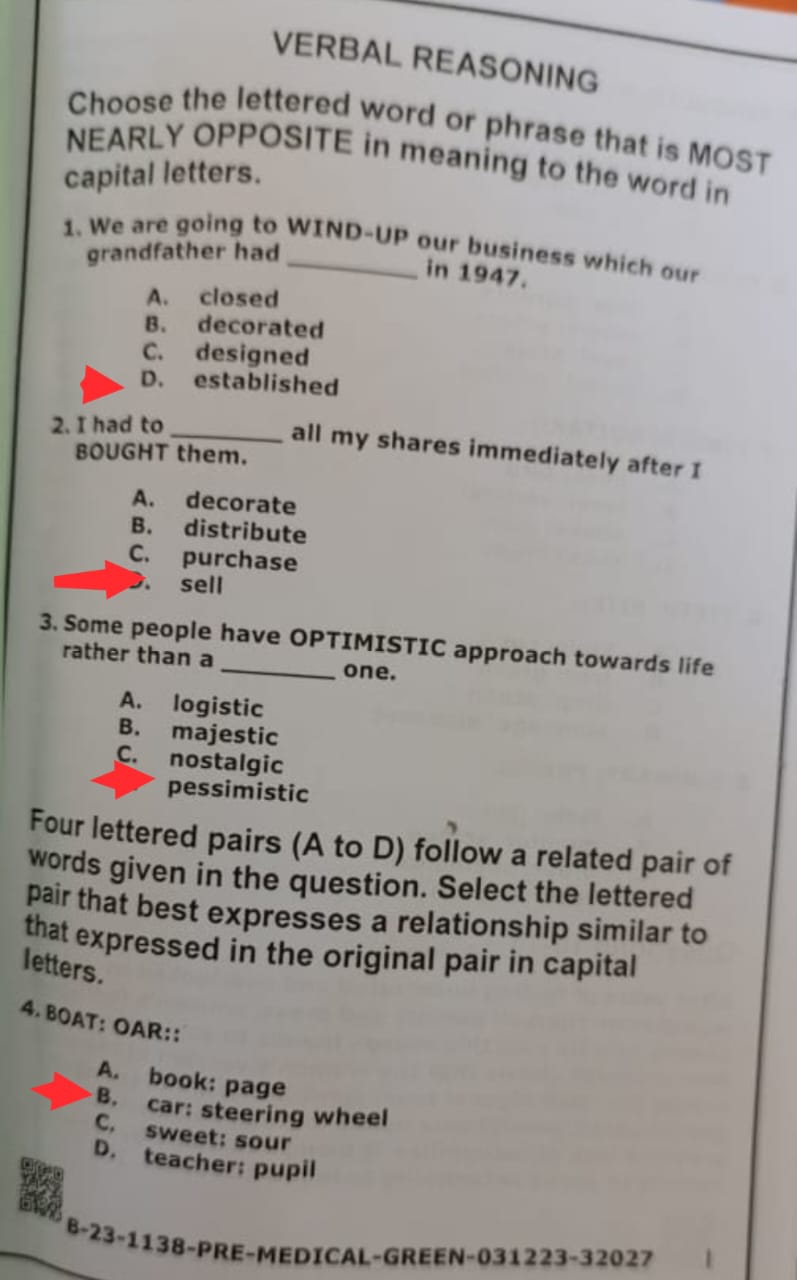 VERBAL REASONING
Choose the lettered word or phrase that is MOST
NEARLY OPPOSITE in meaning to the word in
capital letters.
1. We are going to WIND-UP our business which our
grandfather had __________ in 1947.
A. closed
B. decorated
C. designed
D. established
2. I had to _________ all my shares immediately after I
BOUGHT them.
A. decorate
B. distribute
C. purchase
D. sell
3. Some people have OPTIMISTIC approach towards life
rather than a _________ one.
A. logistic
B. majestic
C. nostalgic
pessimistic
Four lettered pairs (A to D) follow a related pair of
words given in the question. Select the lettered
pair that best expresses a relationship similar to
that expressed in the original pair in capital
letters.
4. BOAT: OAR::
A. book: page
B. car: steering wheel
C. sweet: sour
D. teacher: pupil
B-23-1138-PRE-MEDICAL-GREEN-031223-32027 1